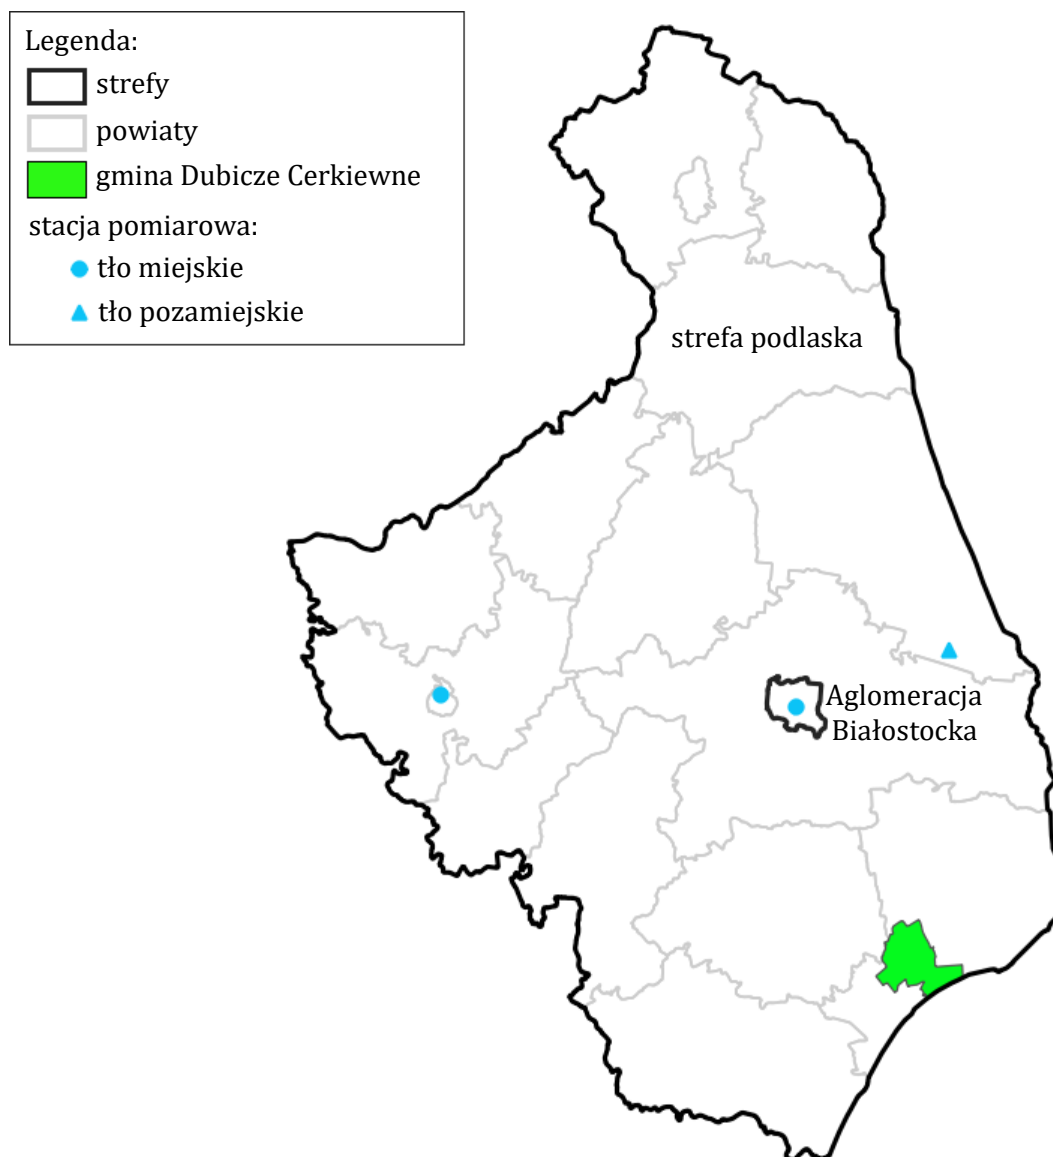 Legenda:
strefy
powiaty
gmina Dubicze Cerkiewne
stacja pomiarowa:
tło miejskie
tło pozamiejskie
strefa podlaska
Aglomeracja
Białostocka